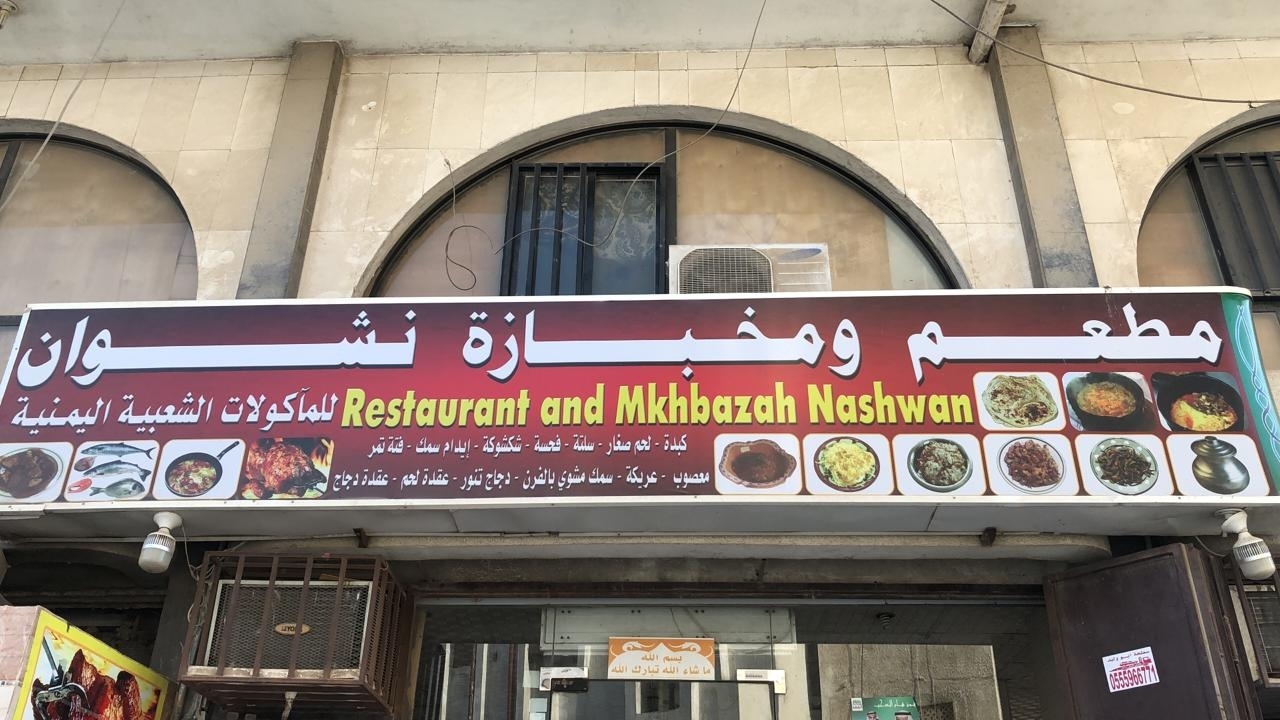 مطعم ومخبازة نشوان
Restaurant and Mkhbazah Nashwan للمأكولات الشعبية اليمنية
كبدة - لحم صغار - سلتة - فحسة - شكشوكة - إيدام سمك - فتة تمر
معصوب - عريكة - سمك مشوي بالفرن - دجاج تنور - عقدة لحم - عقدة دجاج
بسم الله
ما شاء الله تبارك الله
0555966771